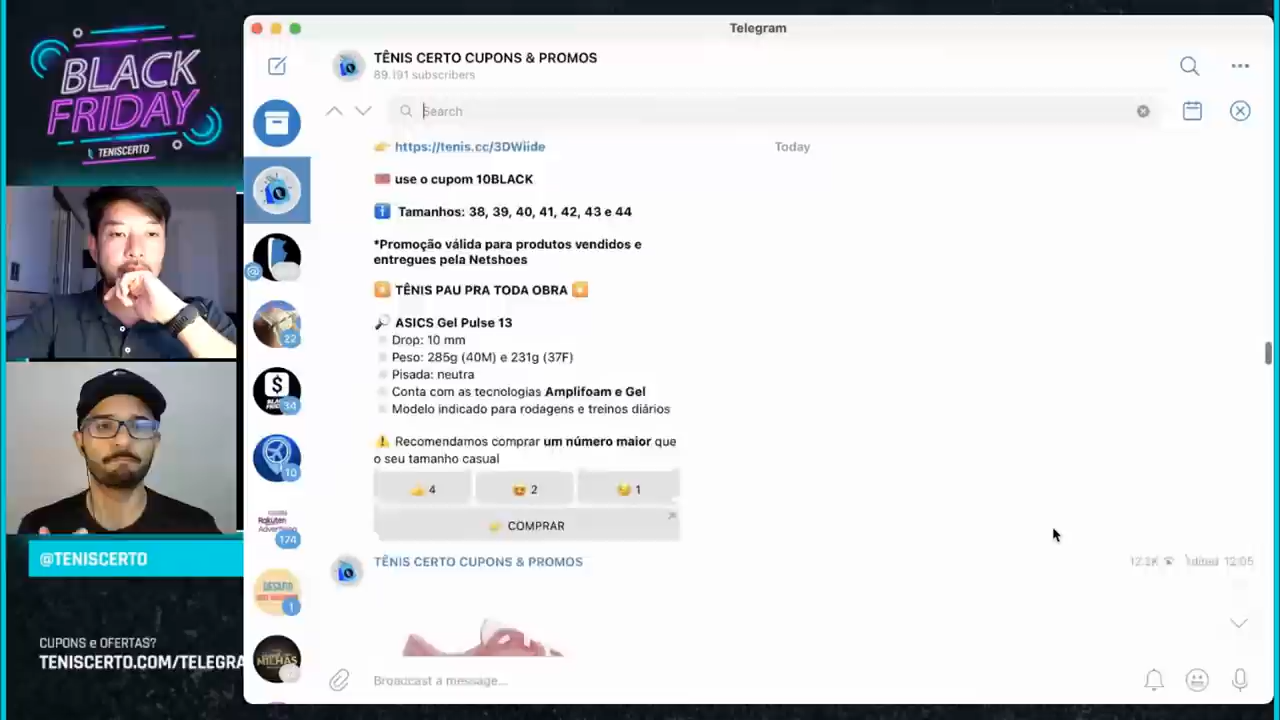 BLACK
FRIDAY
TENISCERTO
@TENISCERTO
CUPONS e OFERTAS?
TENISCERTO.COM/TELEGRA
Telegram
TÊNIS CERTO CUPONS & PROMOS
89.191 subscribers
Search
👉 https://tenis.cc/3DWiide
Today
🎟 use o cupom 10BLACK
ℹ️ Tamanhos: 38, 39, 40, 41, 42, 43 e 44
*Promoção válida para produtos vendidos e
entregues pela Netshoes
TÊNIS PAU PRA TODA OBRA
🔎 ASICS Gel Pulse 13
Drop: 10 mm
Peso: 285g (40M) e 231g (37F)
Pisada: neutra
Conta com as tecnologias Amplifoam e Gel
Modelo indicado para rodagens e treinos diários
⚠️ Recomendamos comprar um número maior que
o seu tamanho casual
👍 4
🤩 2
😢 1
👉 COMPRAR
TÊNIS CERTO CUPONS & PROMOS
12:05
Broadcast a message...
@
22
$
34
10
Rakuten
174
DESAFIO
1
MILHAS